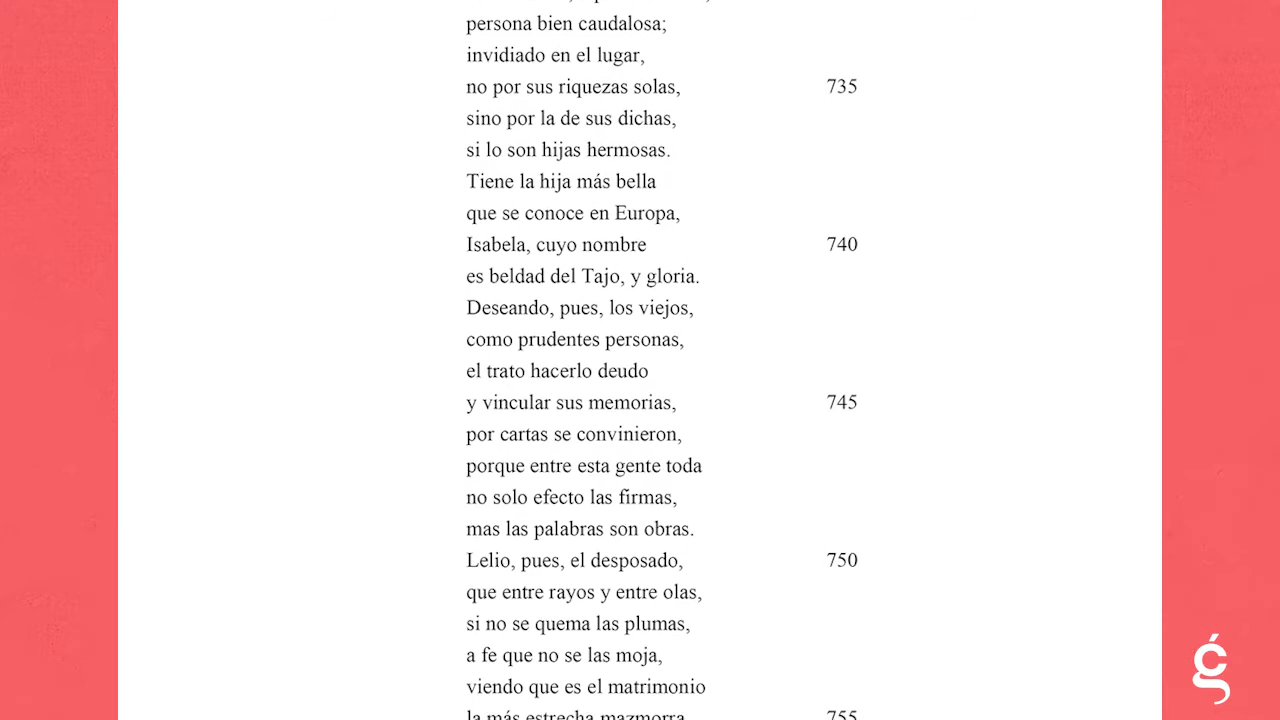 persona bien caudalosa;
invidiado en el lugar,
no por sus riquezas solas, 735
sino por la de sus dichas,
si lo son hijas hermosas.
Tiene la hija más bella
que se conoce en Europa,
Isabela, cuyo nombre 740
es beldad del Tajo, y gloria.
Deseando, pues, los viejos,
como prudentes personas,
el trato hacerlo deudo
y vincular sus memorias, 745
por cartas se convinieron,
porque entre esta gente toda
no solo efecto las firmas,
mas las palabras son obras.
Lelio, pues, el desposado, 750
que entre rayos y entre olas,
si no se quema las plumas,
a fe que no se las moja,
viendo que es el matrimonio
la más estrecha mazmorra 755